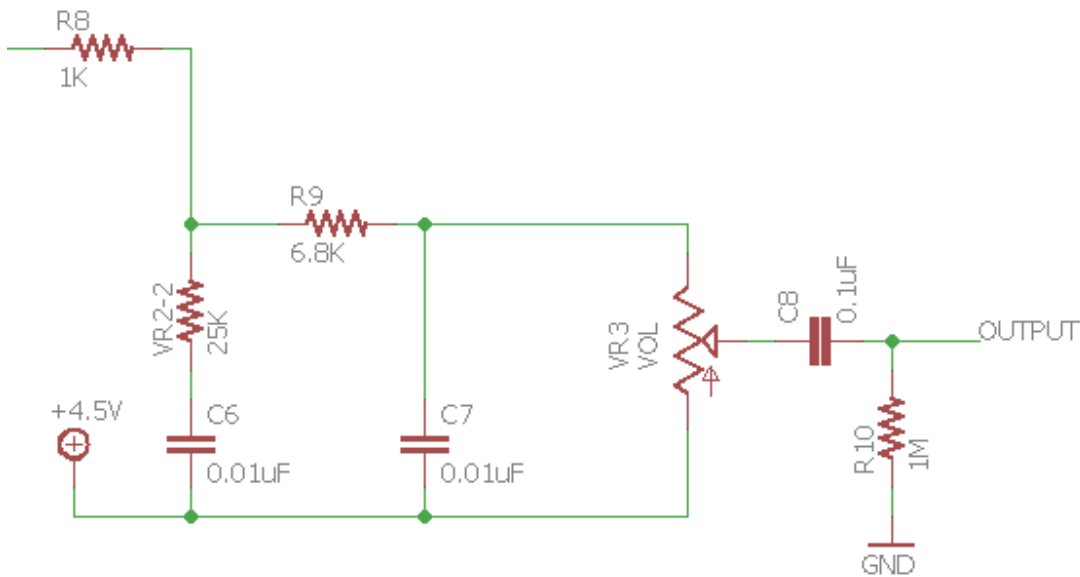 R8
1K
R9
6.8K
VR2-2
25K
C8
0.1uF
VR3
VOL
OUTPUT
+4.5V
C6
0.01uF
C7
0.01uF
R10
1M
GND